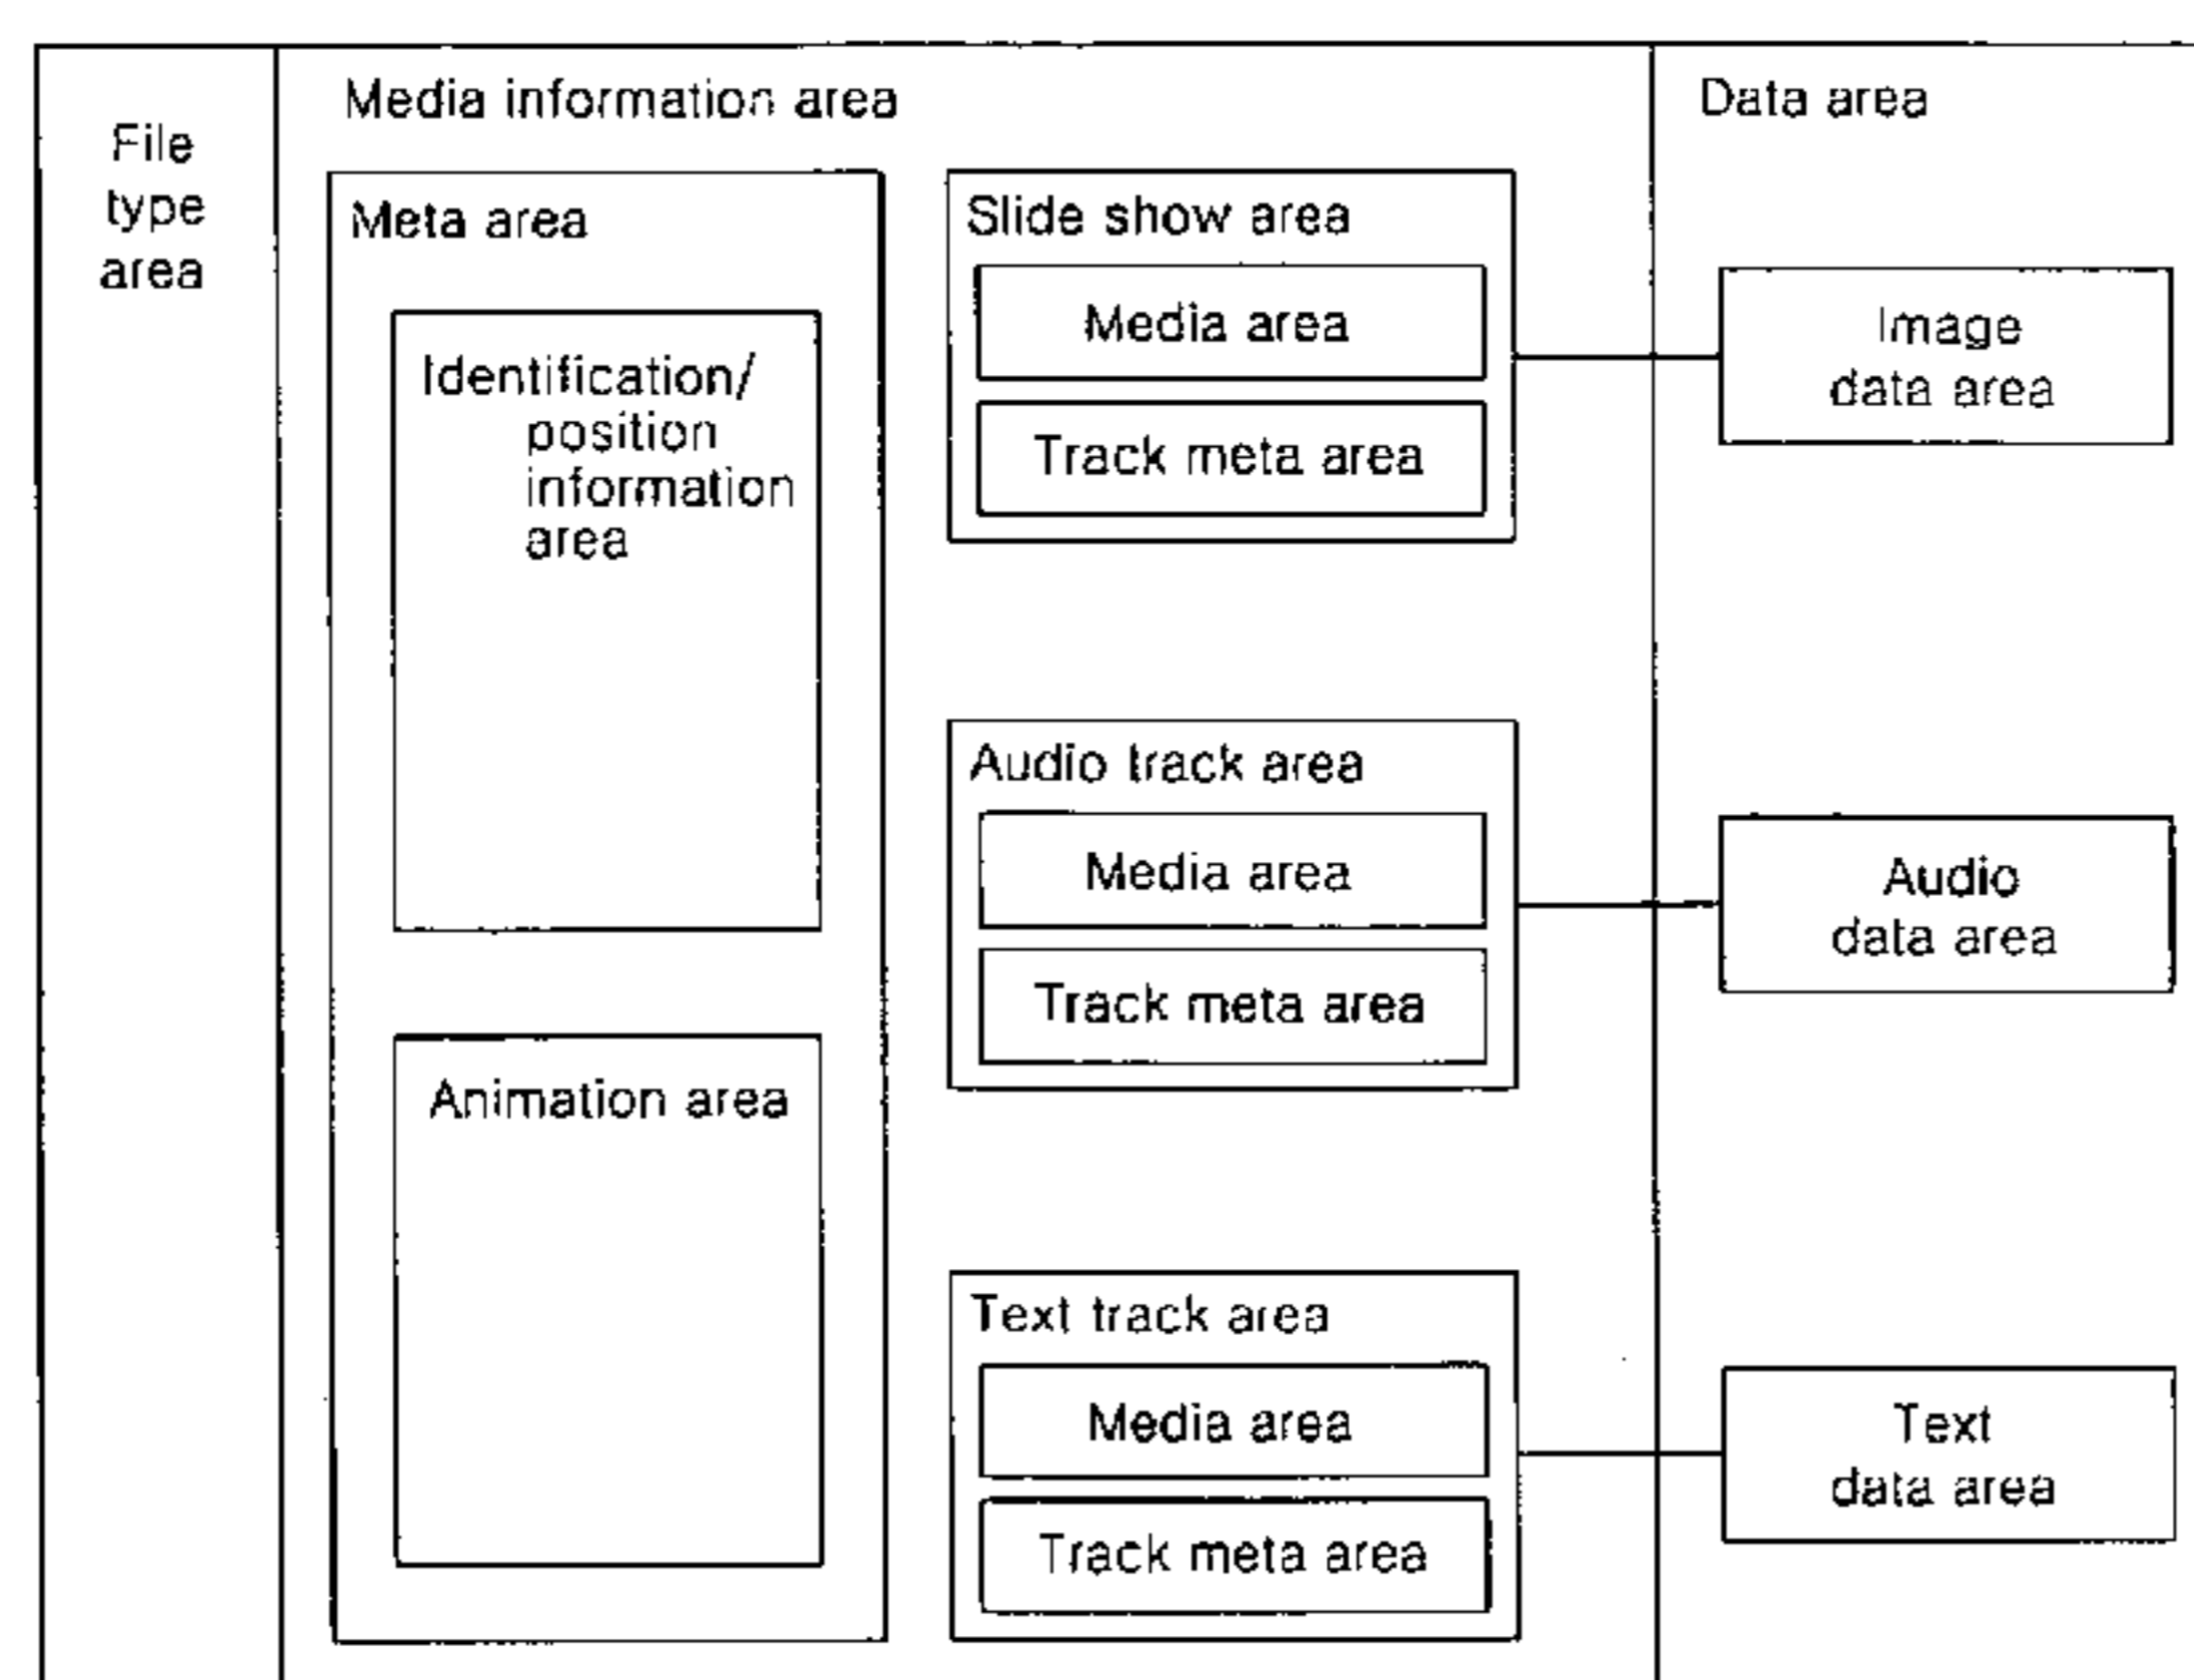 File
type
area
Media information area
Meta area
Identification/
position
information
area
Animation area
Slide show area
Media area
Track meta area
Audio track area
Media area
Track meta area
Text track area
Media area
Track meta area
Data area
Image
data area
Audio
data area
Text
data area